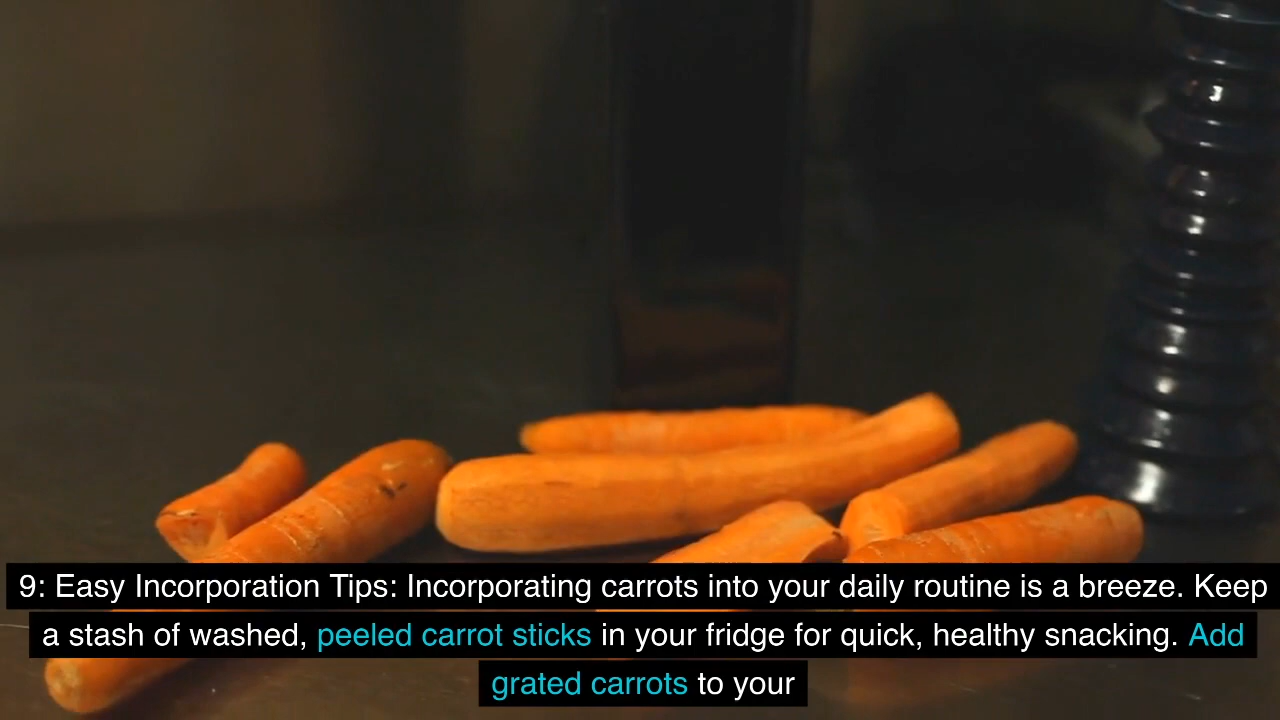 9: Easy Incorporation Tips: Incorporating carrots into your daily routine is a breeze. Keep
a stash of washed, peeled carrot sticks in your fridge for quick, healthy snacking. Add
grated carrots to your